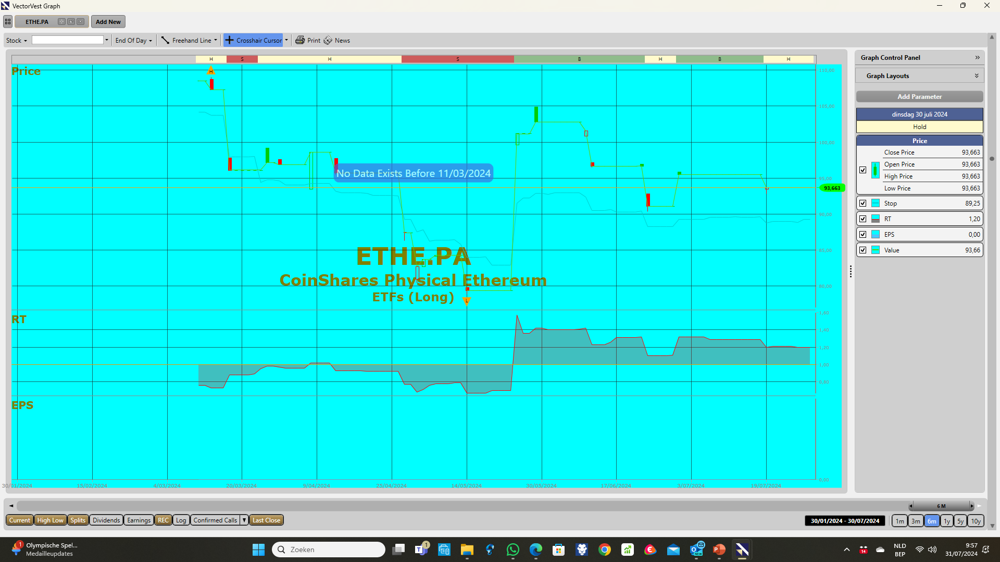 VectorVest Graph
ETHE.PA
Add New
Stock
End Of Day
Freehand Line
Crosshair Cursor
Print
News
H
S
H
S
B
H
B
H
Price
H
110,00
105,00
100,00
95,00
93,663
90,00
85,00
80,00
No Data Exists Before 11/03/2024
ETHE.PA
CoinShares Physical Ethereum
ETFs (Long)
L
RT
1,60
1,40
1,20
1,00
0,80
EPS
0,00
30/01/2024
15/02/2024
4/03/2024
20/03/2024
9/04/2024
25/04/2024
14/05/2024
30/05/2024
17/06/2024
3/07/2024
19/07/2024
Graph Control Panel
Graph Layouts
Add Parameter
dinsdag 30 juli 2024
Hold
Price
Close Price 93,663
Open Price 93,663
High Price 93,663
Low Price 93,663
Stop 89,25
RT 1,20
EPS 0,00
Value 93,66
6 M
Current
High Low
Splits
Dividends
Earnings
REC
Log
Confirmed Calls
Last Close
30/01/2024 - 30/07/2024
1m
3m
6m
1y
5y
10y
1
Olympische Spel...
Medailleupdates
Zoeken
1
NEW
14
NLD
BEP
9:57
31/07/2024